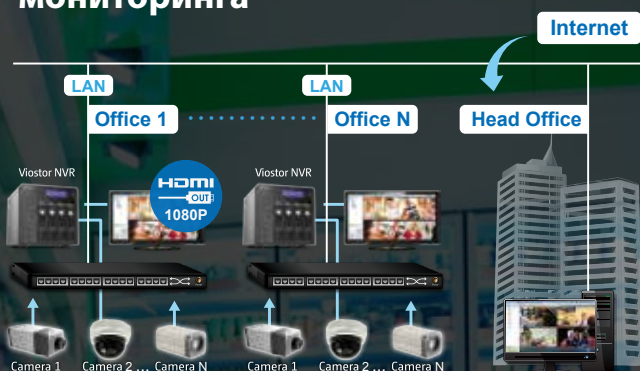 мониторинга
Internet
LAN
LAN
Office 1
Office N
Head Office
Viostor NVR
HDMI
OUT
1080P
Viostor NVR
Camera 1
Camera 2 ...
Camera N
Camera 1
Camera 2 ...
Camera N